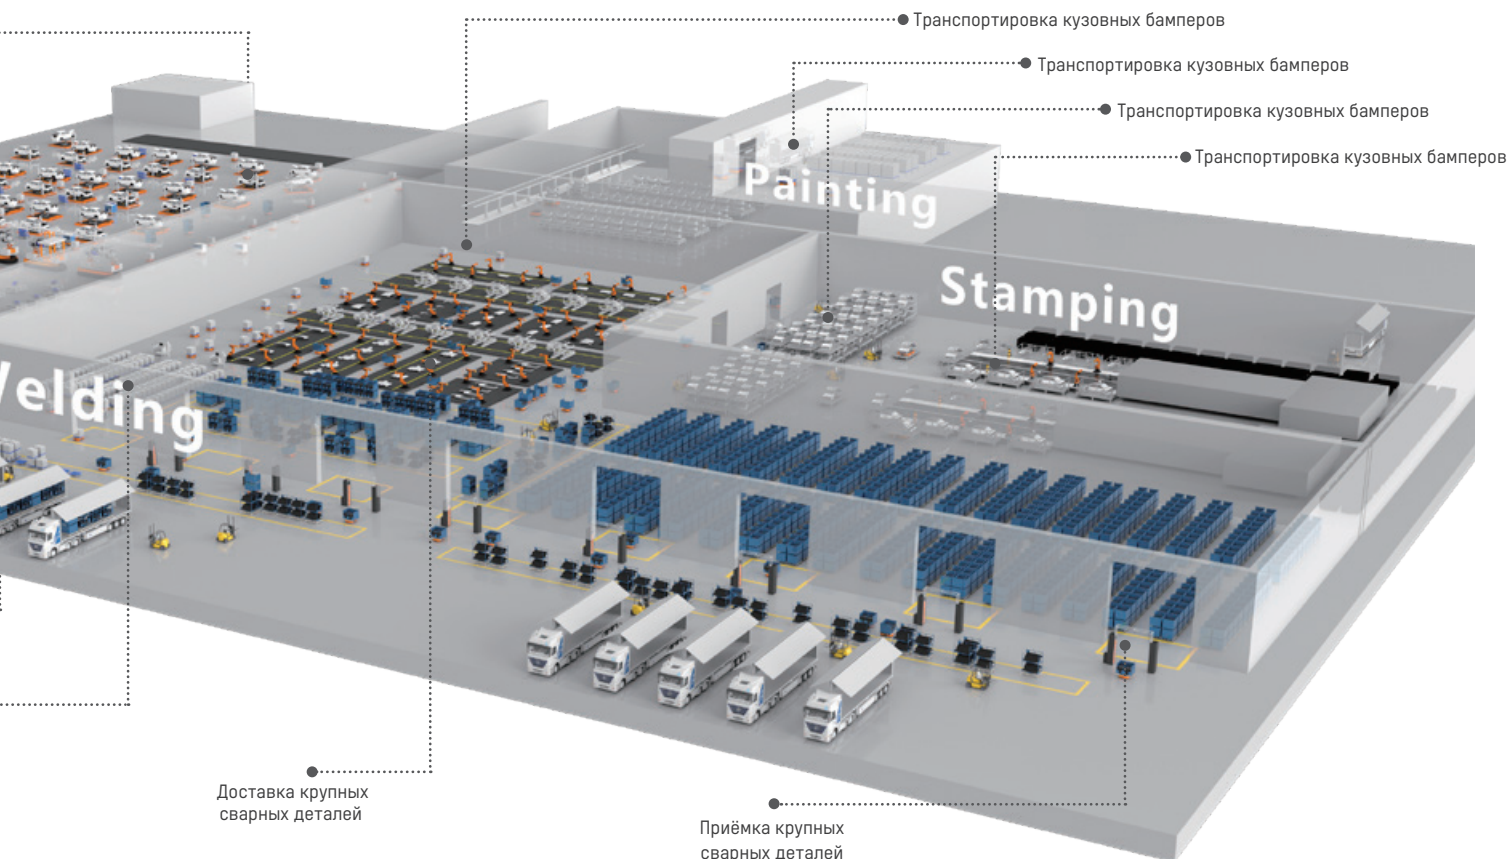 Транспортировка кузовных бамперов
Транспортировка кузовных бамперов
Транспортировка кузовных бамперов
Транспортировка кузовных бамперов
Painting
Stamping
Welding
Доставка крупных
сварных деталей
Приёмка крупных
сварных деталей